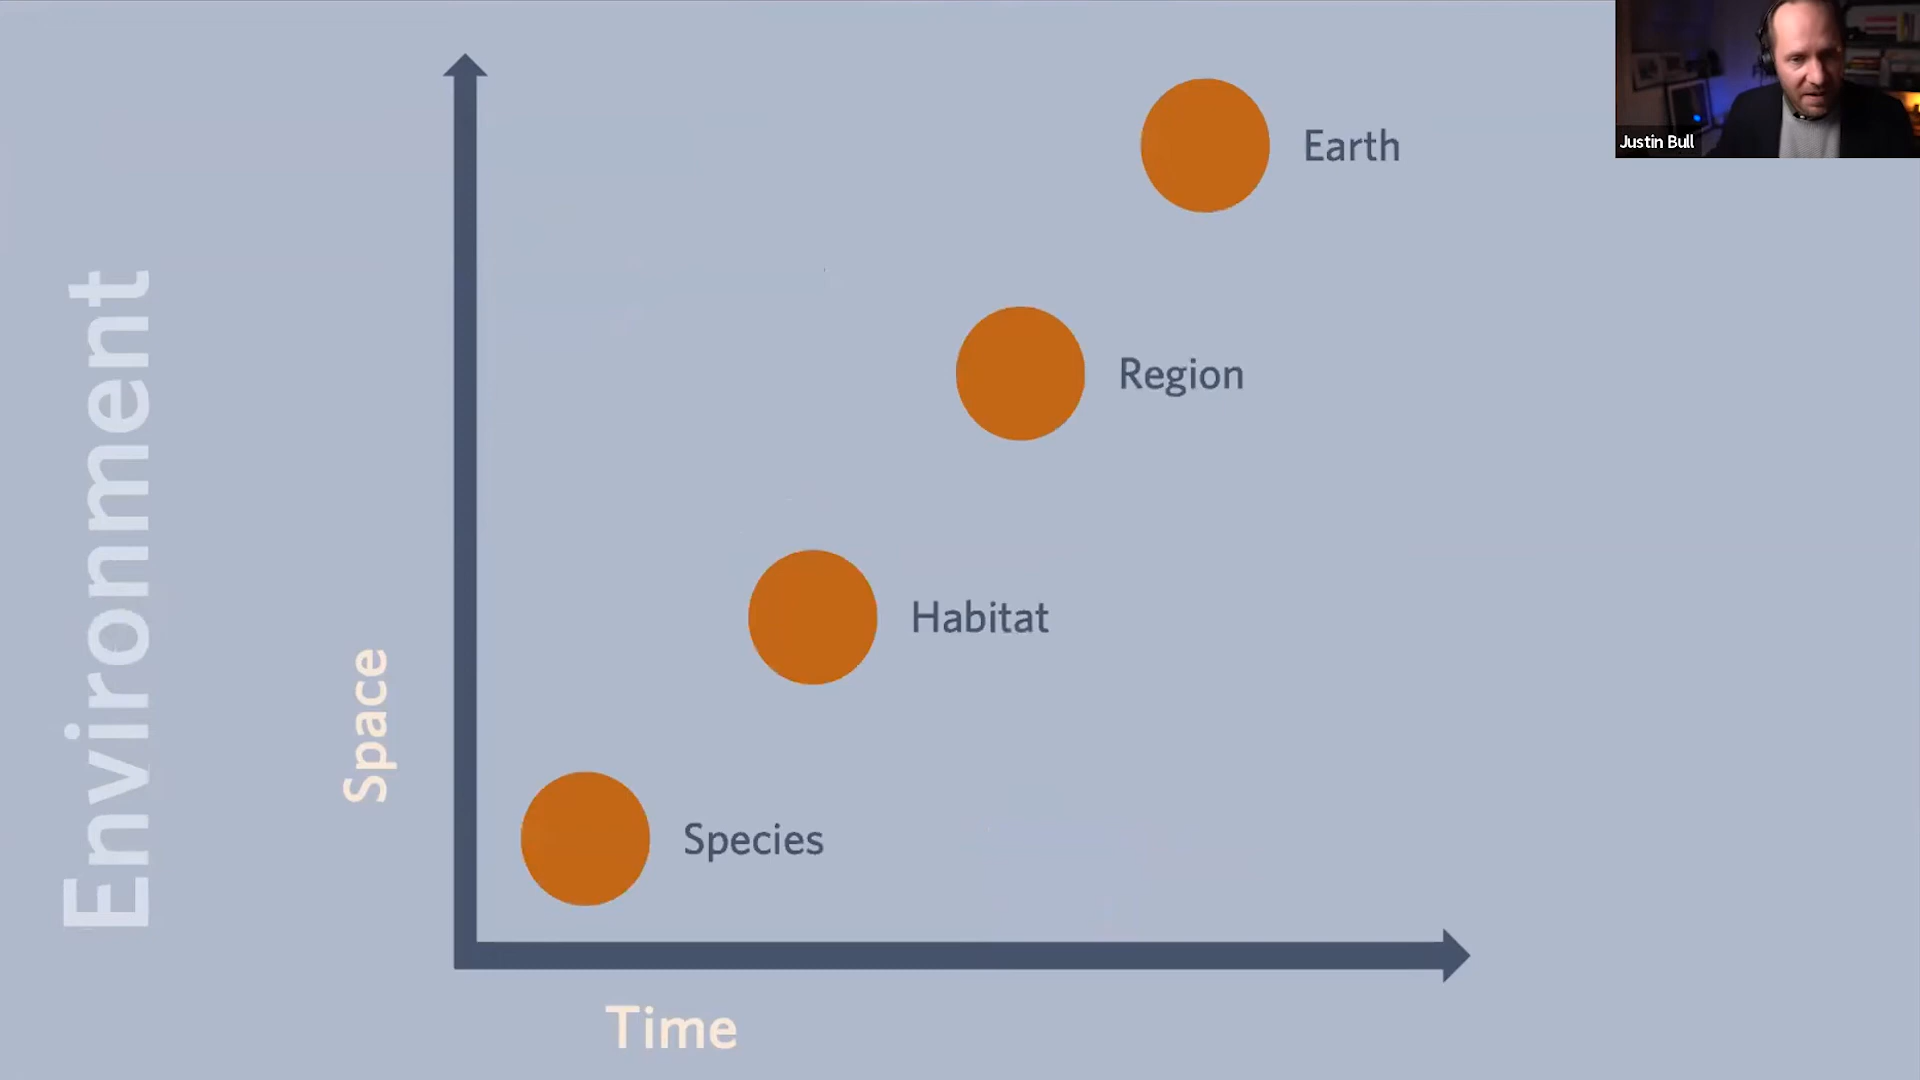 Justin Bull
Earth
Region
Habitat
Species
Environment
Space
Time